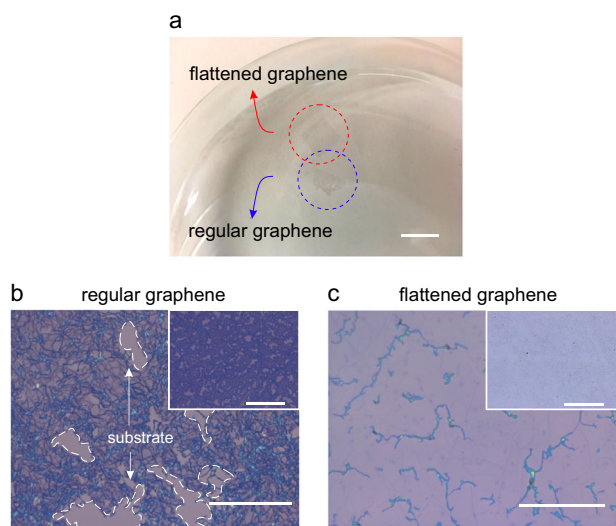 a
flattened graphene
regular graphene
b
regular graphene
substrate
c
flattened graphene